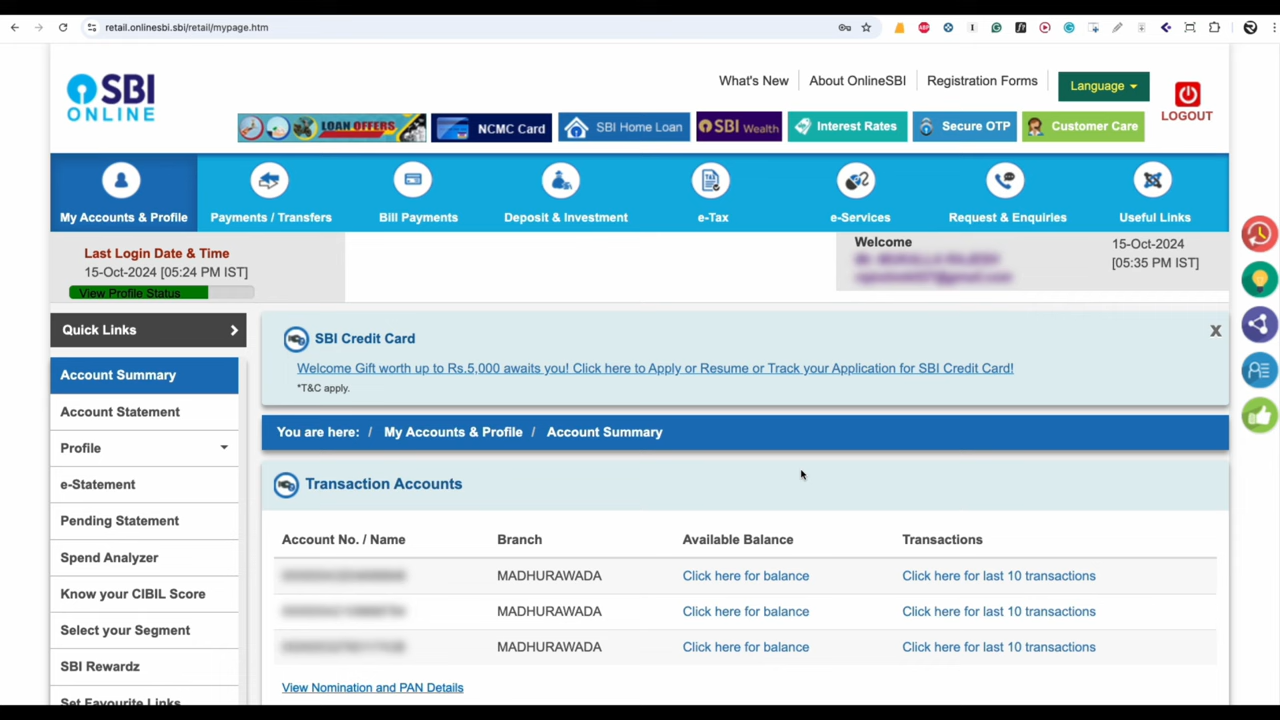 retail.onlinesbi.sbi/retail/mypage.htm
SBI
ONLINE
What's New
About OnlineSBI
Registration Forms
Language
LOGOUT
LOAN OFFERS
NCMC Card
SBI Home Loan
SBI Wealth
Interest Rates
Secure OTP
Customer Care
My Accounts & Profile
Payments / Transfers
Bill Payments
Deposit & Investment
e-Tax
e-Services
Request & Enquiries
Useful Links
Last Login Date & Time
15-Oct-2024 [05:24 PM IST]
View Profile Status
Welcome
15-Oct-2024
[05:35 PM IST]
Quick Links
Account Summary
Account Statement
Profile
e-Statement
Pending Statement
Spend Analyzer
Know your CIBIL Score
Select your Segment
SBI Rewardz
Set Favourite Links
SBI Credit Card
X
Welcome Gift worth up to Rs.5,000 awaits you! Click here to Apply or Resume or Track your Application for SBI Credit Card!
*T&C apply.
You are here: / My Accounts & Profile / Account Summary
Transaction Accounts
Account No. / Name Branch Available Balance Transactions
MADHURAWADA Click here for balance Click here for last 10 transactions
MADHURAWADA Click here for balance Click here for last 10 transactions
MADHURAWADA Click here for balance Click here for last 10 transactions
View Nomination and PAN Details